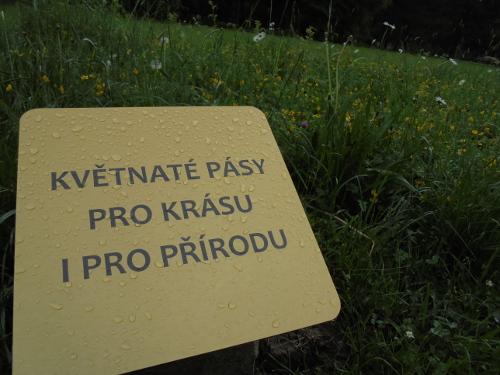 KVĚTNATÉ PÁSY
PRO KRÁSU
I PRO PŘÍRODU